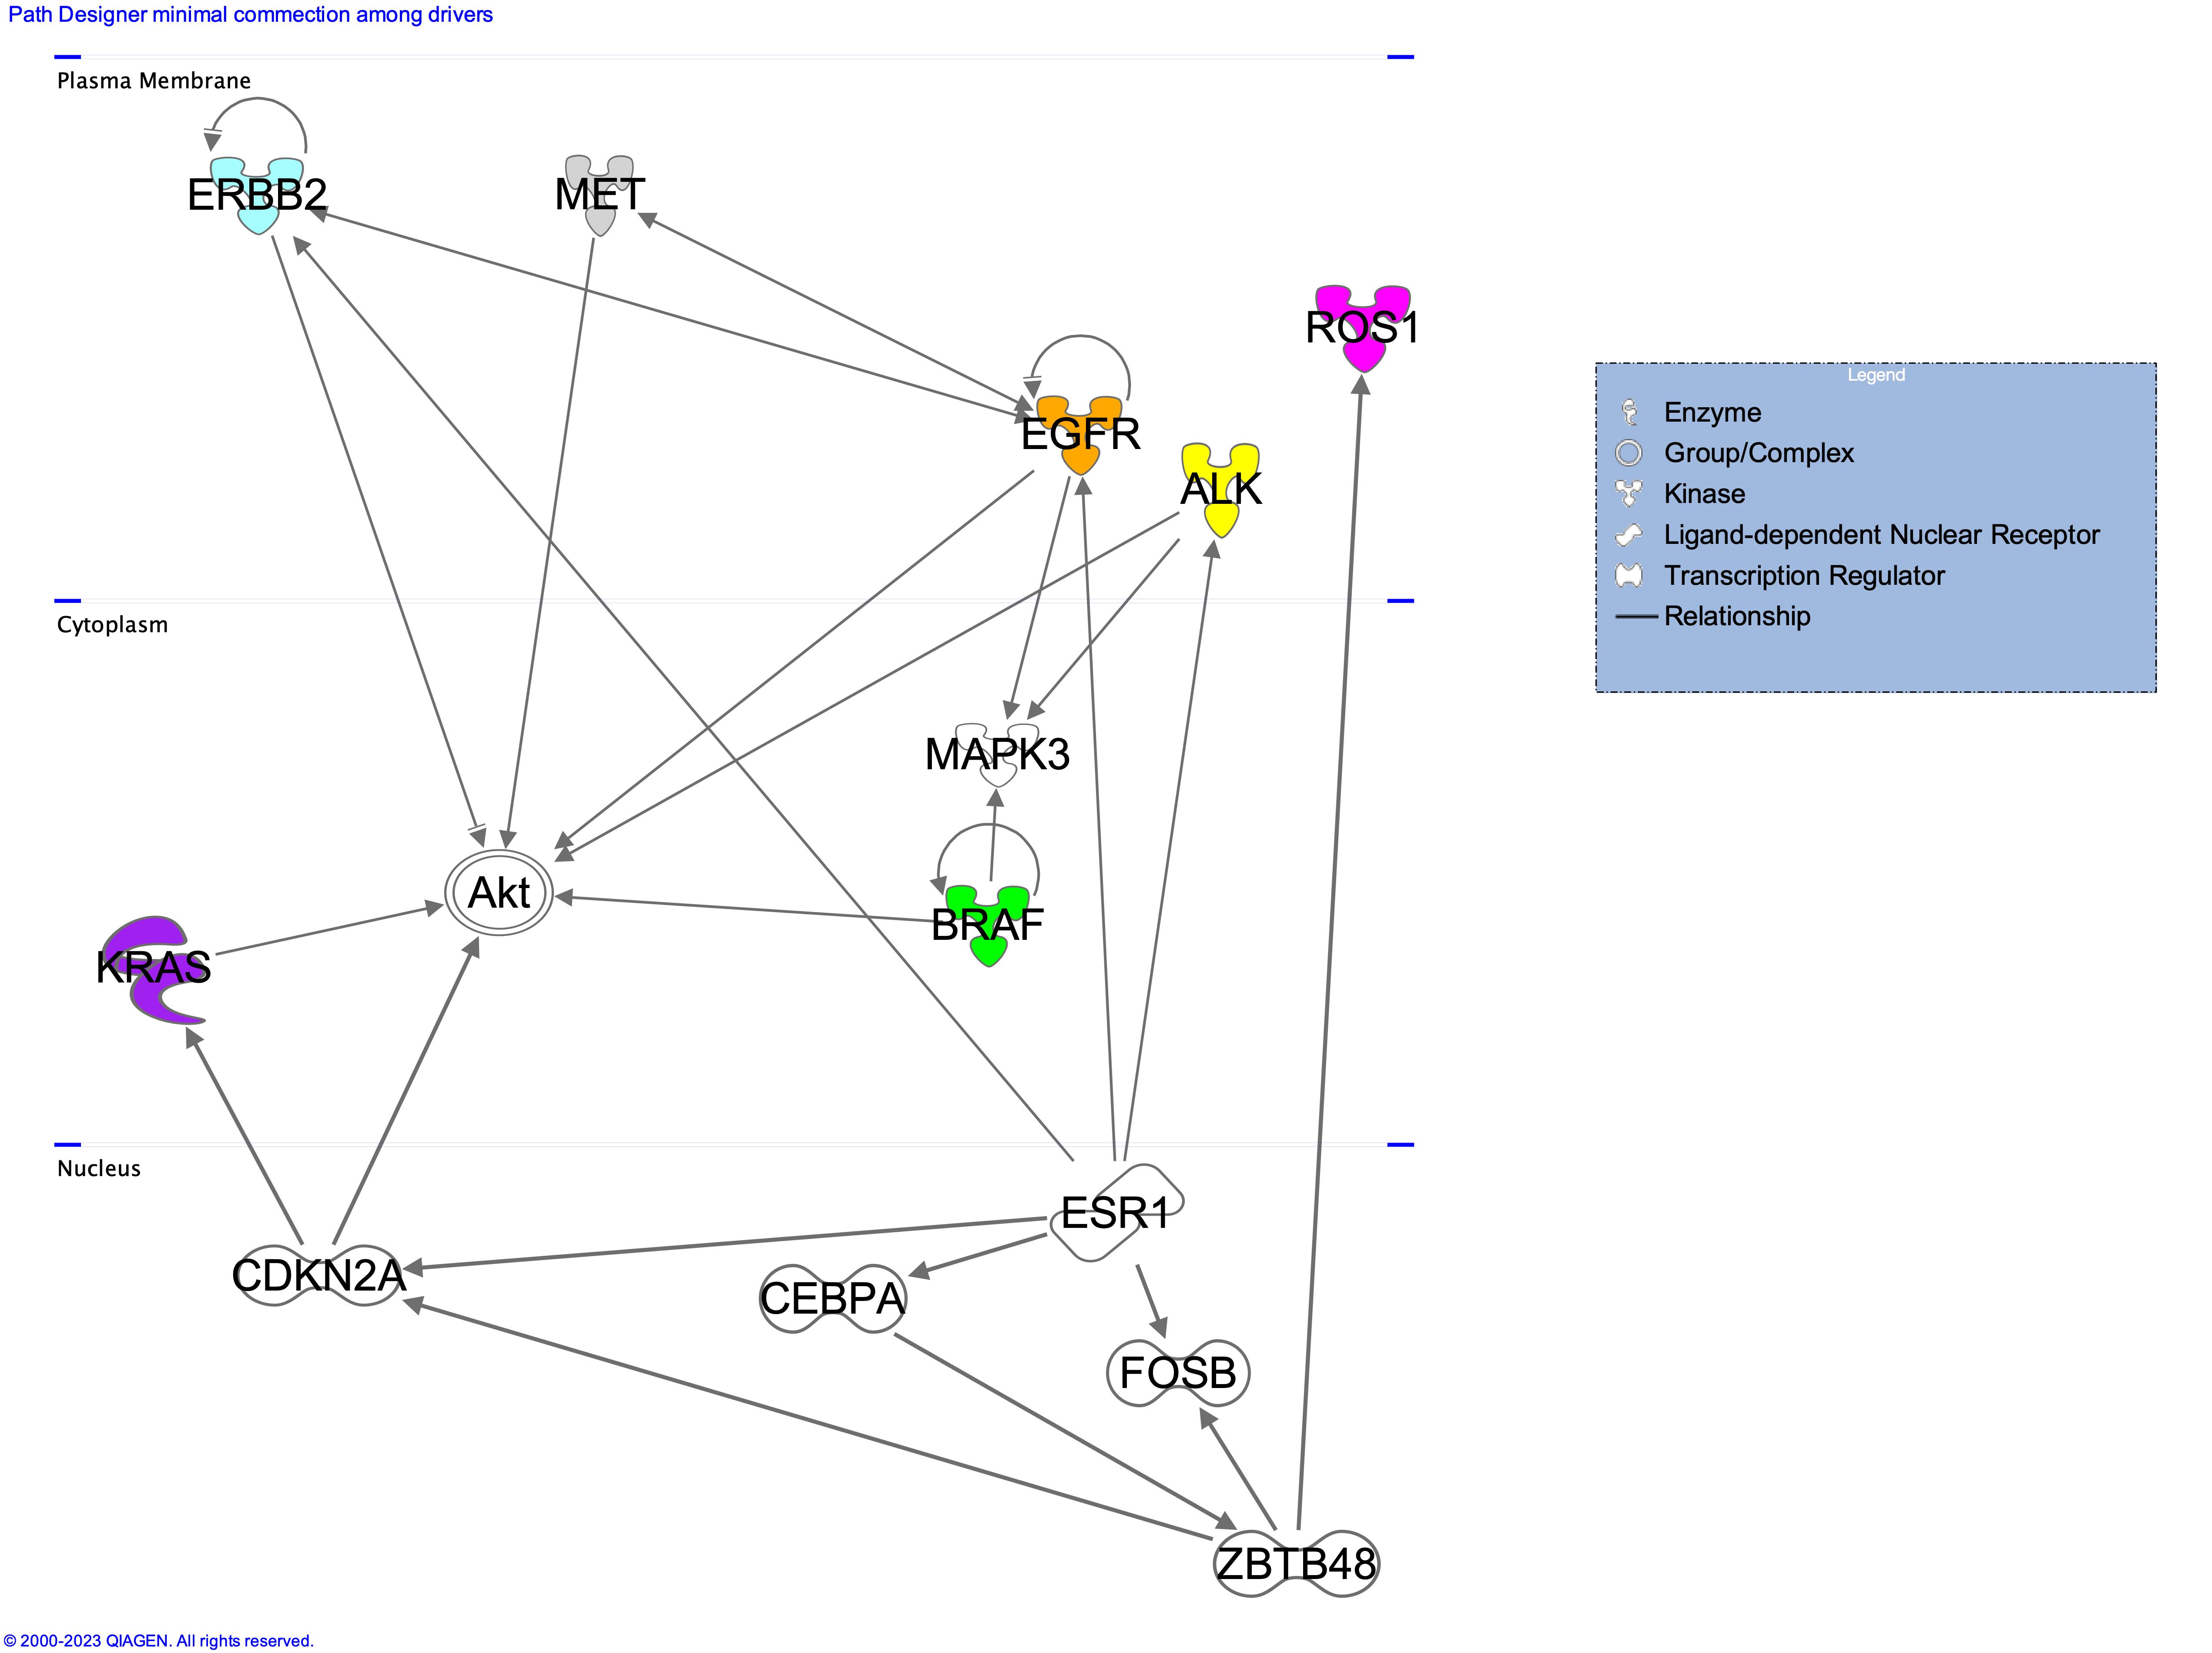 Path Designer minimal commection among drivers
Plasma Membrane
ERBB2
MET
ROS1
EGFR
ALK
Legend
Enzyme
Group/Complex
Kinase
Ligand-dependent Nuclear Receptor
Transcription Regulator
Relationship
Cytoplasm
MAPK3
Akt
BRAF
KRAS
Nucleus
ESR1
CDKN2A
CEBPA
FOSB
ZBTB48
© 2000-2023 QIAGEN. All rights reserved.